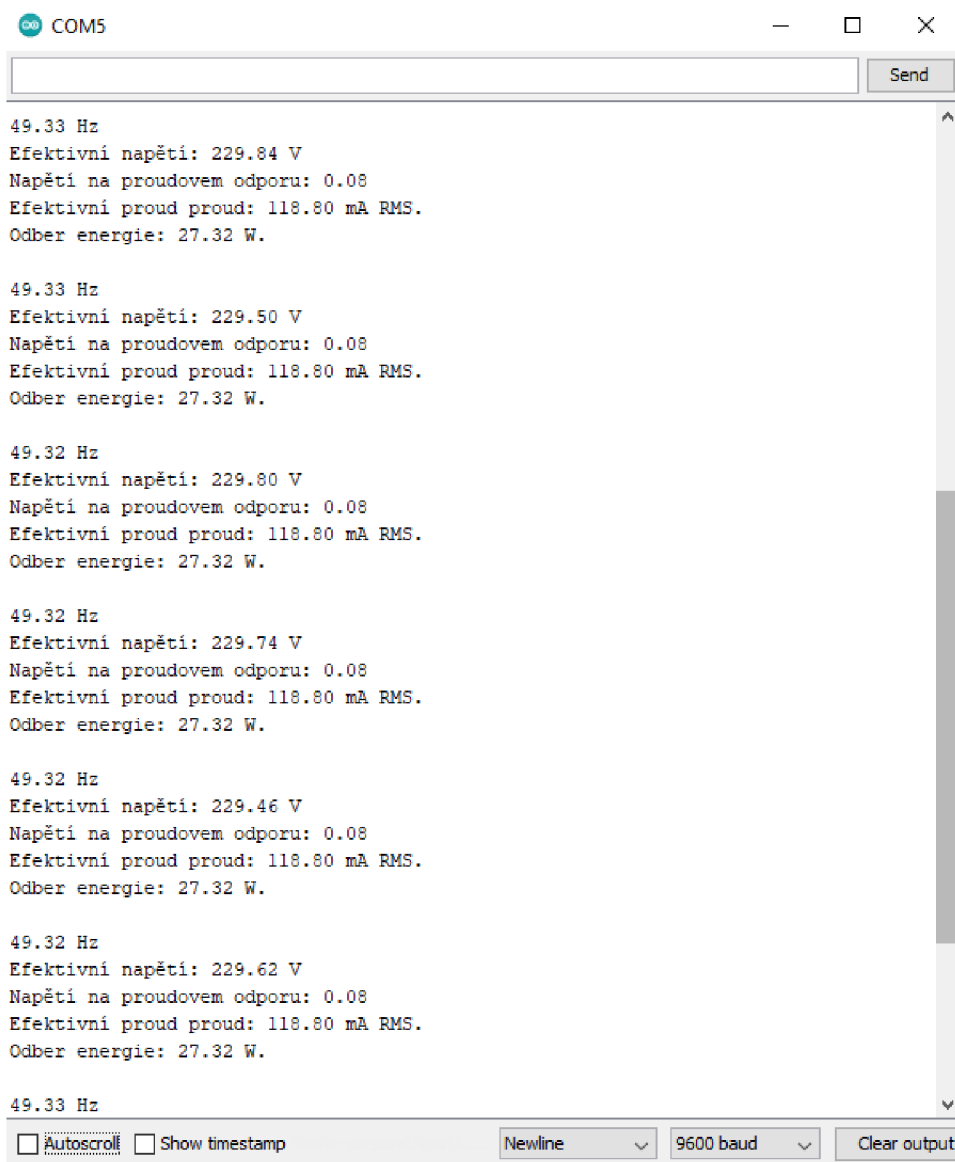 COM5
Send
49.33 Hz
Efektivní napětí: 229.84 V
Napětí na proudovem odporu: 0.08
Efektivní proud proud: 118.80 mA RMS.
Odber energie: 27.32 W.
49.33 Hz
Efektivní napětí: 229.50 V
Napětí na proudovem odporu: 0.08
Efektivní proud proud: 118.80 mA RMS.
Odber energie: 27.32 W.
49.32 Hz
Efektivní napětí: 229.80 V
Napětí na proudovem odporu: 0.08
Efektivní proud proud: 118.80 mA RMS.
Odber energie: 27.32 W.
49.32 Hz
Efektivní napětí: 229.74 V
Napětí na proudovem odporu: 0.08
Efektivní proud proud: 118.80 mA RMS.
Odber energie: 27.32 W.
49.32 Hz
Efektivní napětí: 229.46 V
Napětí na proudovem odporu: 0.08
Efektivní proud proud: 118.80 mA RMS.
Odber energie: 27.32 W.
49.32 Hz
Efektivní napětí: 229.62 V
Napětí na proudovem odporu: 0.08
Efektivní proud proud: 118.80 mA RMS.
Odber energie: 27.32 W.
49.33 Hz
Autoscroll Show timestamp Newline 9600 baud Clear output